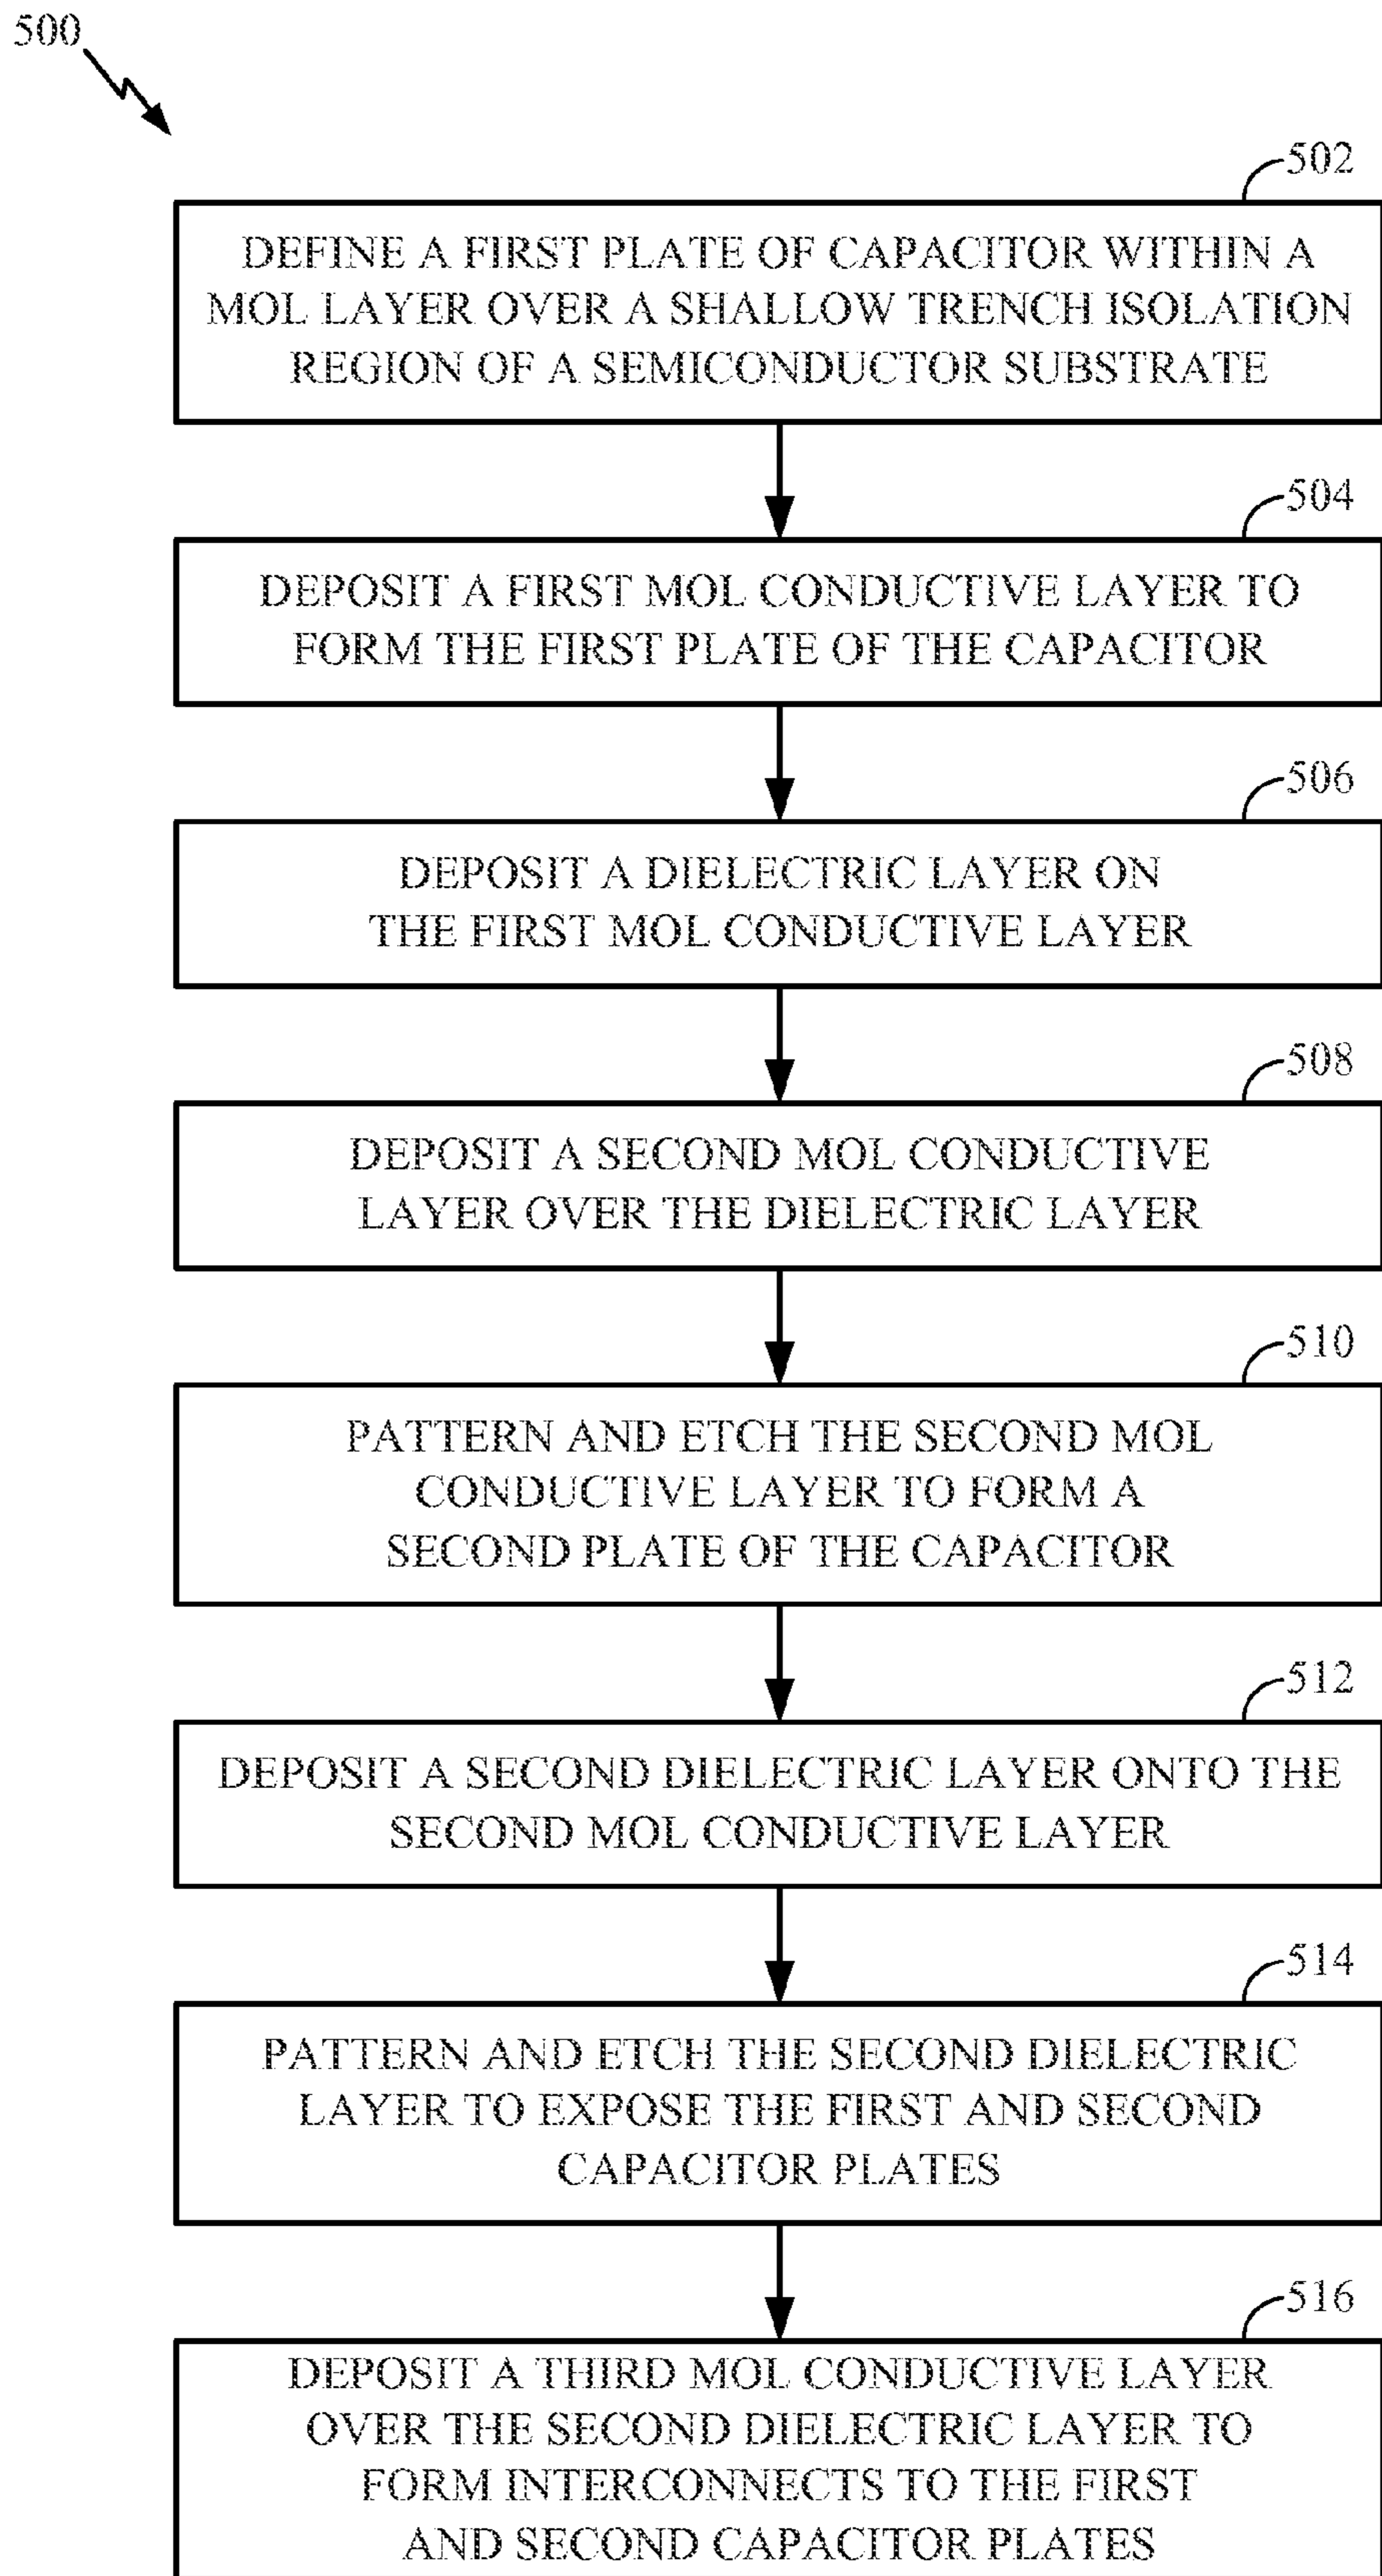 500
502
DEFINE A FIRST PLATE OF CAPACITOR WITHIN A
MOL LAYER OVER A SHALLOW TRENCH ISOLATION
REGION OF A SEMICONDUCTOR SUBSTRATE
504
DEPOSIT A FIRST MOL CONDUCTIVE LAYER TO
FORM THE FIRST PLATE OF THE CAPACITOR
506
DEPOSIT A DIELECTRIC LAYER ON
THE FIRST MOL CONDUCTIVE LAYER
508
DEPOSIT A SECOND MOL CONDUCTIVE
LAYER OVER THE DIELECTRIC LAYER
510
PATTERN AND ETCH THE SECOND MOL
CONDUCTIVE LAYER TO FORM A
SECOND PLATE OF THE CAPACITOR
512
DEPOSIT A SECOND DIELECTRIC LAYER ONTO THE
SECOND MOL CONDUCTIVE LAYER
514
PATTERN AND ETCH THE SECOND DIELECTRIC
LAYER TO EXPOSE THE FIRST AND SECOND
CAPACITOR PLATES
516
DEPOSIT A THIRD MOL CONDUCTIVE LAYER
OVER THE SECOND DIELECTRIC LAYER TO
FORM INTERCONNECTS TO THE FIRST
AND SECOND CAPACITOR PLATES